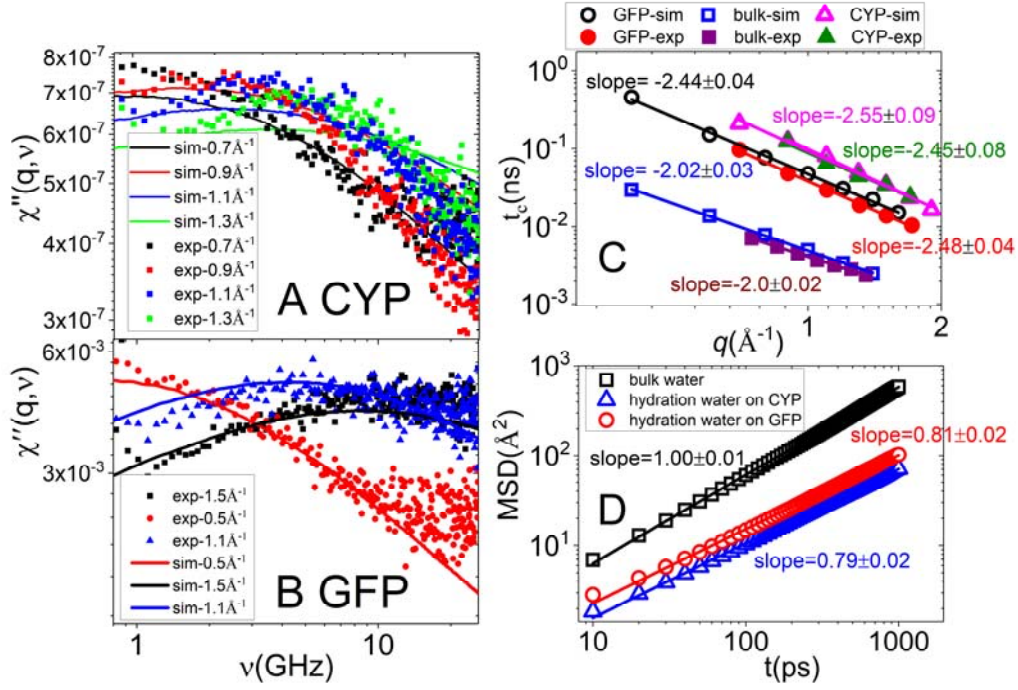 8x10⁻⁷
7x10⁻⁷
6x10⁻⁷
5x10⁻⁷
4x10⁻⁷
3x10⁻⁷
χ''(q,ν)
sim-0.7Å⁻¹
sim-0.9Å⁻¹
sim-1.1Å⁻¹
sim-1.3Å⁻¹
exp-0.7Å⁻¹
exp-0.9Å⁻¹
exp-1.1Å⁻¹
exp-1.3Å⁻¹
A CYP
6x10⁻³
3x10⁻³
χ''(q,ν)
exp-1.5Å⁻¹
exp-0.5Å⁻¹
exp-1.1Å⁻¹
sim-0.5Å⁻¹
sim-1.5Å⁻¹
sim-1.1Å⁻¹
B GFP
1 10
ν(GHz)
GFP-sim bulk-sim CYP-sim
GFP-exp bulk-exp CYP-exp
10⁰
10⁻¹
10⁻²
10⁻³
t_c(ns)
slope= -2.44±0.04
slope=-2.55±0.09
slope=-2.45±0.08
slope= -2.02±0.03
slope=-2.48±0.04
slope=-2.0±0.02
C
1 2
q(Å⁻¹)
10³
10²
10¹
MSD(Å²)
bulk water
hydration water on CYP
hydration water on GFP
slope=0.81±0.02
slope=1.00±0.01
slope=0.79±0.02
D
10 100 1000
t(ps)